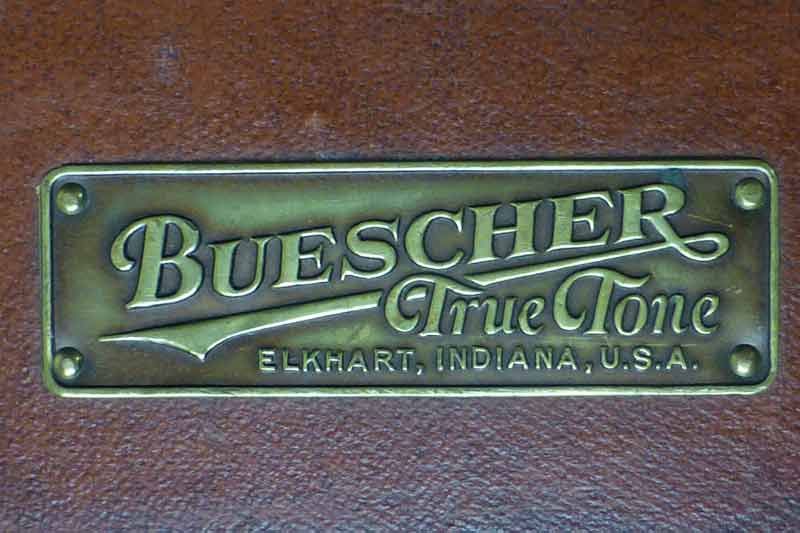 BUESCHER
True Tone
ELKHART, INDIANA, U.S.A.